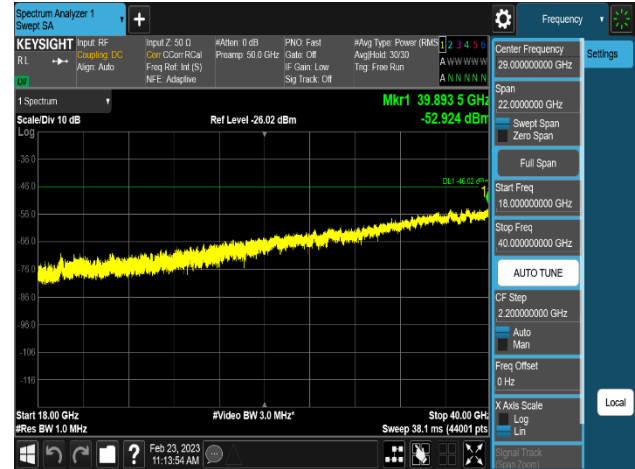 Spectrum Analyzer 1
Swept SA
+
Frequency
KEYSIGHT
RL
Input: RF
Coupling: DC
Align: Auto
Input Z: 50 Ω
Corr CCorr RCal
Freq Ref: Int (S)
NFE: Adaptive
#Atten: 0 dB
Preamp: 50.0 GHz
PNO: Fast
Gate: Off
IF Gain: Low
Sig Track: Off
#Avg Type: Power (RMS
Avg|Hold: 30/30
Trig: Free Run
1 2 3 4 5 6
A W W W W W
A N N N N N
1 Spectrum
Scale/Div 10 dB
Log
Ref Level -26.02 dBm
Mkr1 39.893 5 GHz
-52.924 dBm
-36.0
-46.0
-56.0
-66.0
-76.0
-86.0
-96.0
-106
-116
DL1 -46.02 dBm
1
Start 18.00 GHz
#Res BW 1.0 MHz
#Video BW 3.0 MHz*
Stop 40.00 GHz
Sweep 38.1 ms (44001 pts
Center Frequency
29.000000000 GHz
Settings
Span
22.0000000 GHz
Swept Span
Zero Span
Full Span
Start Freq
18.000000000 GHz
Stop Freq
40.000000000 GHz
AUTO TUNE
CF Step
2.200000000 GHz
Auto
Man
Freq Offset
0 Hz
X Axis Scale
Log
Lin
Local
Signal Track
(Span Zoom)
?
Feb 23, 2023
11:13:54 AM